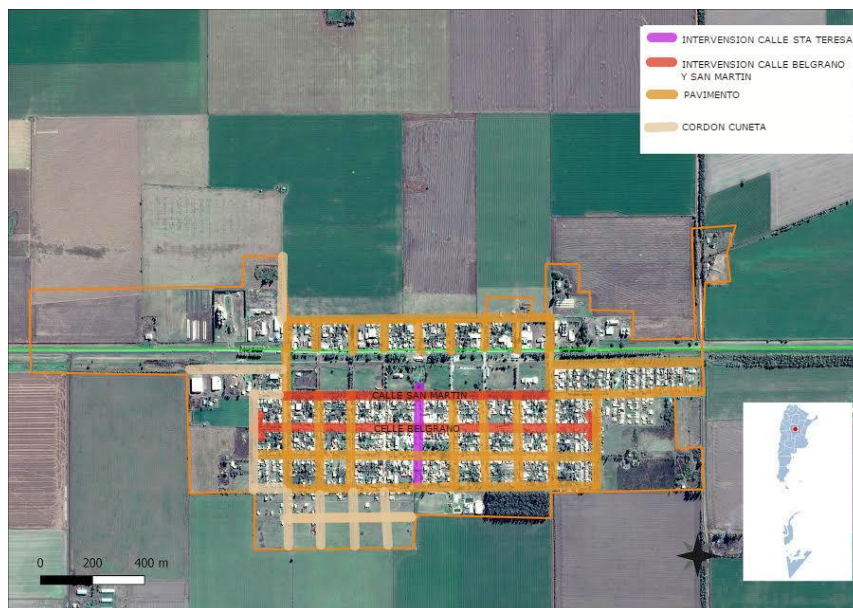 INTERVENSION CALLE STA TERESA
INTERVENSION CALLE BELGRANO
Y SAN MARTIN
PAVIMENTO
CORDON CUNETA
CALLE SAN MARTIN
CELLE BELGRANO
0 200 400 m